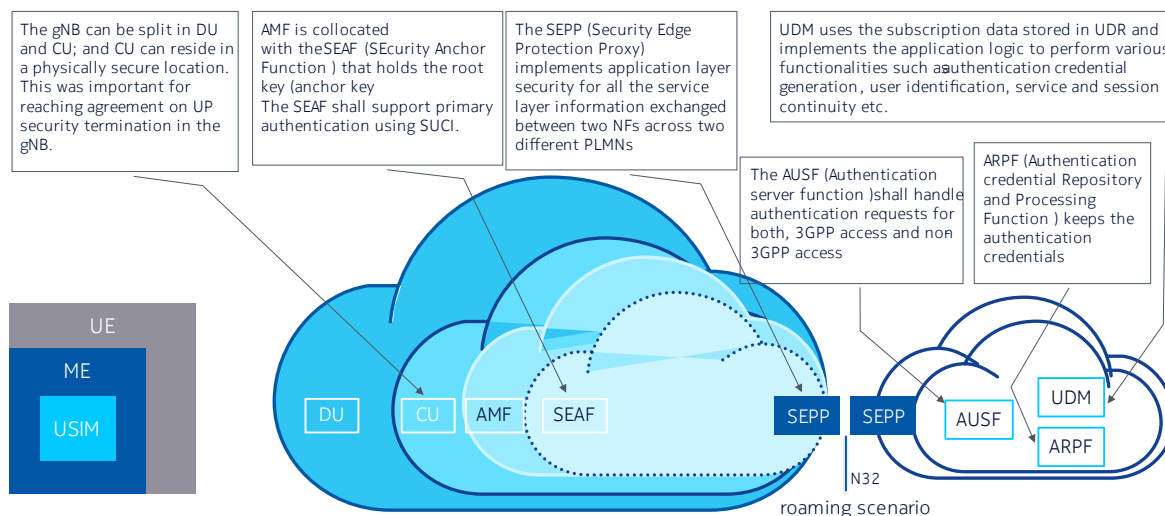 The gNB can be split in DU
and CU; and CU can reside in
a physically secure location.
This was important for
reaching agreement on UP
security termination in the
gNB.
AMF is collocated
with the SEAF (SEcurity Anchor
Function ) that holds the root
key (anchor key
The SEAF shall support primary
authentication using SUCI.
The SEPP (Security Edge
Protection Proxy)
implements application layer
security for all the service
layer information exchanged
between two NFs across two
different PLMNs
UDM uses the subscription data stored in UDR and
implements the application logic to perform various
functionalities such as authentication credential
generation , user identification, service and session
continuity etc.
The AUSF (Authentication
server function )shall handle
authentication requests for
both, 3GPP access and non-
3GPP access
ARPF (Authentication
credential Repository
and Processing
Function ) keeps the
authentication
credentials
UE
ME
USIM
DU
CU
AMF
SEAF
SEPP
SEPP
AUSF
UDM
ARPF
N32
roaming scenario